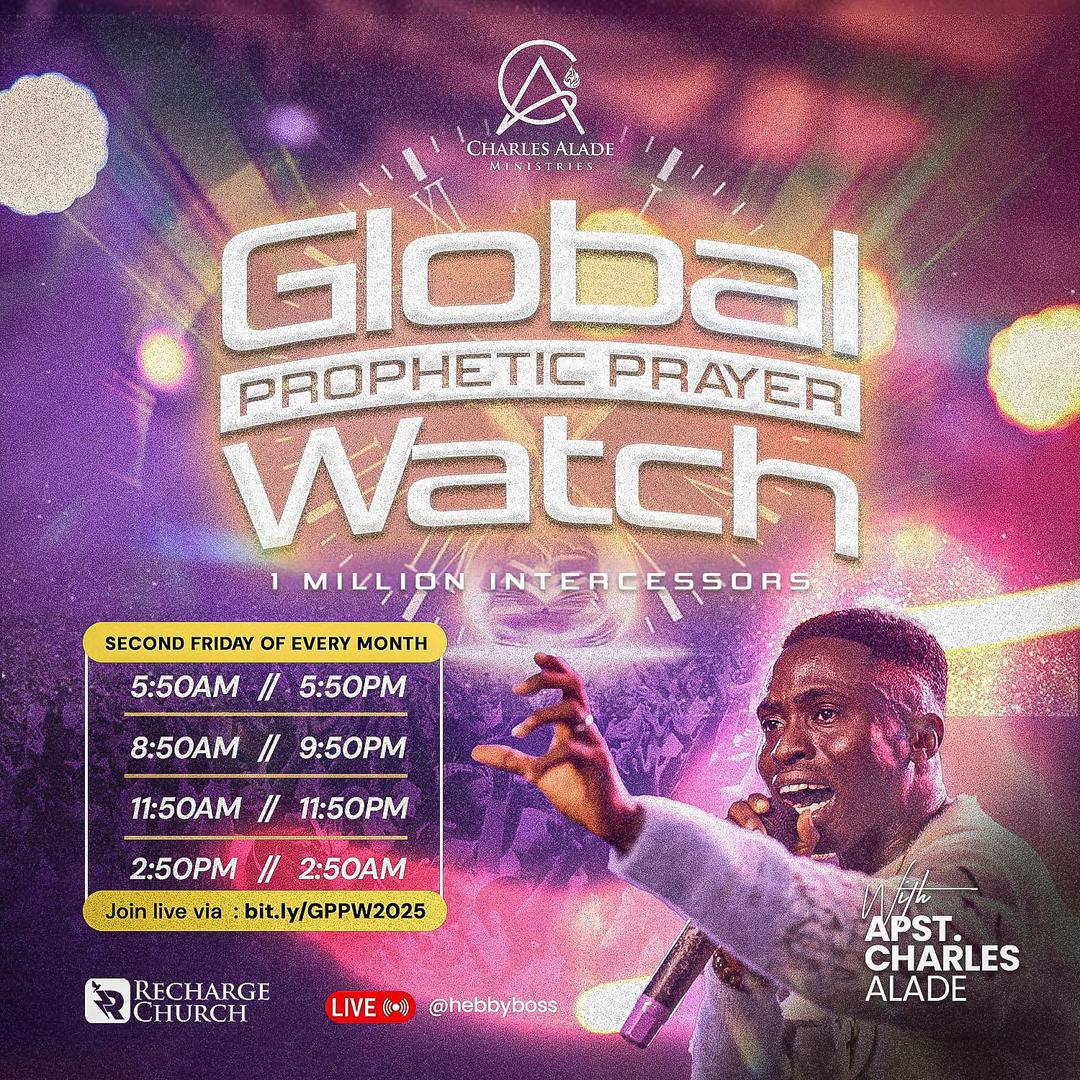 CHARLES ALADE
MINISTRIES
Global
PROPHETIC PRAYER
Watch
1 MILLION INTERCESSORS
SECOND FRIDAY OF EVERY MONTH
5:50AM // 5:50PM
8:50AM // 9:50PM
11:50AM // 11:50PM
2:50PM // 2:50AM
Join live via : bit.ly/GPPW2025
With
APST.
CHARLES
ALADE
RECHARGE
CHURCH
LIVE @hebbyboss